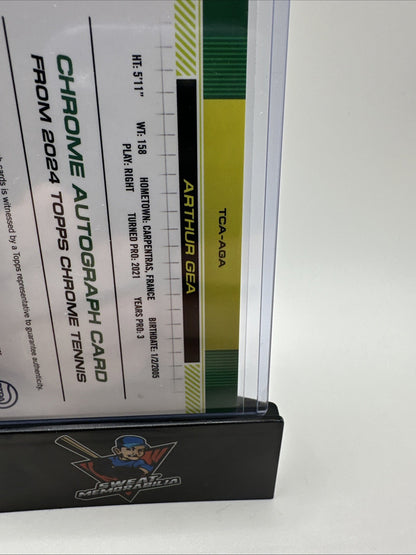 TCA-AGA
ARTHUR GEA
HT: 5'11" WT: 158 HOMETOWN: CARPENTRAS, FRANCE BIRTHDATE: 1/2/2005
PLAY: RIGHT TURNED PRO: 2021 YEARS PRO: 3
CHROME AUTOGRAPH CARD
FROM 2024 TOPPS CHROME TENNIS
cards is witnessed by a Topps representative to guarantee authenticity.
SWEAT
MEMORABILIA